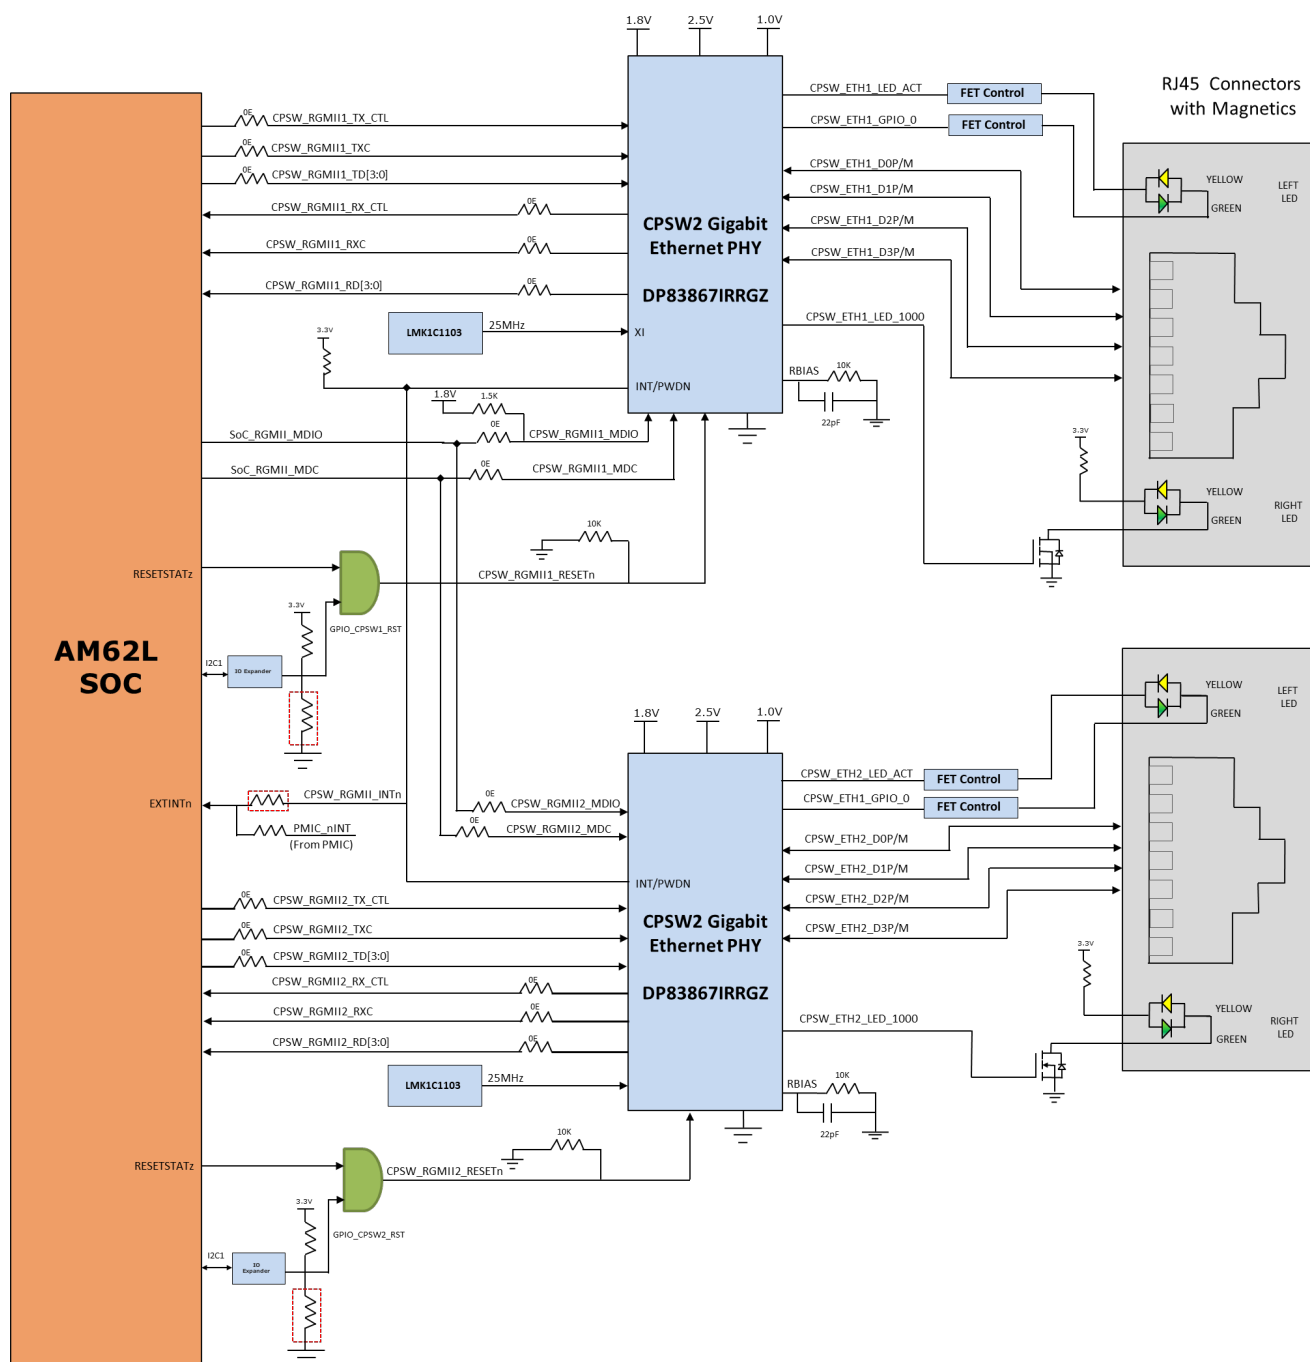 1.8V
2.5V
1.0V
RJ45 Connectors
with Magnetics
CPSW_ETH1_LED_ACT
FET Control
CPSW_ETH1_GPIO_0
FET Control
0E
CPSW_RGMII1_TX_CTL
0E
CPSW_RGMII1_TXC
0E
CPSW_RGMII1_TD[3:0]
CPSW_RGMII1_RX_CTL
0E
CPSW_RGMII1_RXC
0E
CPSW_RGMII1_RD[3:0]
0E
CPSW2 Gigabit
Ethernet PHY
DP83867IRRGZ
CPSW_ETH1_D0P/M
CPSW_ETH1_D1P/M
CPSW_ETH1_D2P/M
CPSW_ETH1_D3P/M
YELLOW
GREEN
LEFT
LED
LMK1C1103
25MHz
XI
CPSW_ETH1_LED_1000
3.3V
INT/PWDN
RBIAS
10K
22pF
1.8V
1.5K
SoC_RGMII_MDIO
0E
CPSW_RGMII1_MDIO
SoC_RGMII_MDC
0E
CPSW_RGMII1_MDC
3.3V
YELLOW
GREEN
RIGHT
LED
10K
RESETSTATz
CPSW_RGMII1_RESETn
3.3V
GPIO_CPSW1_RST
AM62L
SOC
I2C1
IO Expander
1.8V
2.5V
1.0V
YELLOW
GREEN
LEFT
LED
CPSW_ETH2_LED_ACT
FET Control
CPSW_ETH1_GPIO_0
FET Control
EXTINTn
CPSW_RGMII_INTn
PMIC_nINT
(From PMIC)
0E
CPSW_RGMII2_MDIO
0E
CPSW_RGMII2_MDC
CPSW_ETH2_D0P/M
CPSW_ETH2_D1P/M
CPSW_ETH2_D2P/M
CPSW_ETH2_D3P/M
INT/PWDN
CPSW2 Gigabit
Ethernet PHY
DP83867IRRGZ
0E
CPSW_RGMII2_TX_CTL
0E
CPSW_RGMII2_TXC
0E
CPSW_RGMII2_TD[3:0]
CPSW_RGMII2_RX_CTL
0E
CPSW_RGMII2_RXC
0E
CPSW_RGMII2_RD[3:0]
0E
3.3V
CPSW_ETH2_LED_1000
YELLOW
GREEN
RIGHT
LED
LMK1C1103
25MHz
RBIAS
10K
22pF
10K
RESETSTATz
CPSW_RGMII2_RESETn
3.3V
GPIO_CPSW2_RST
I2C1
IO
Expander